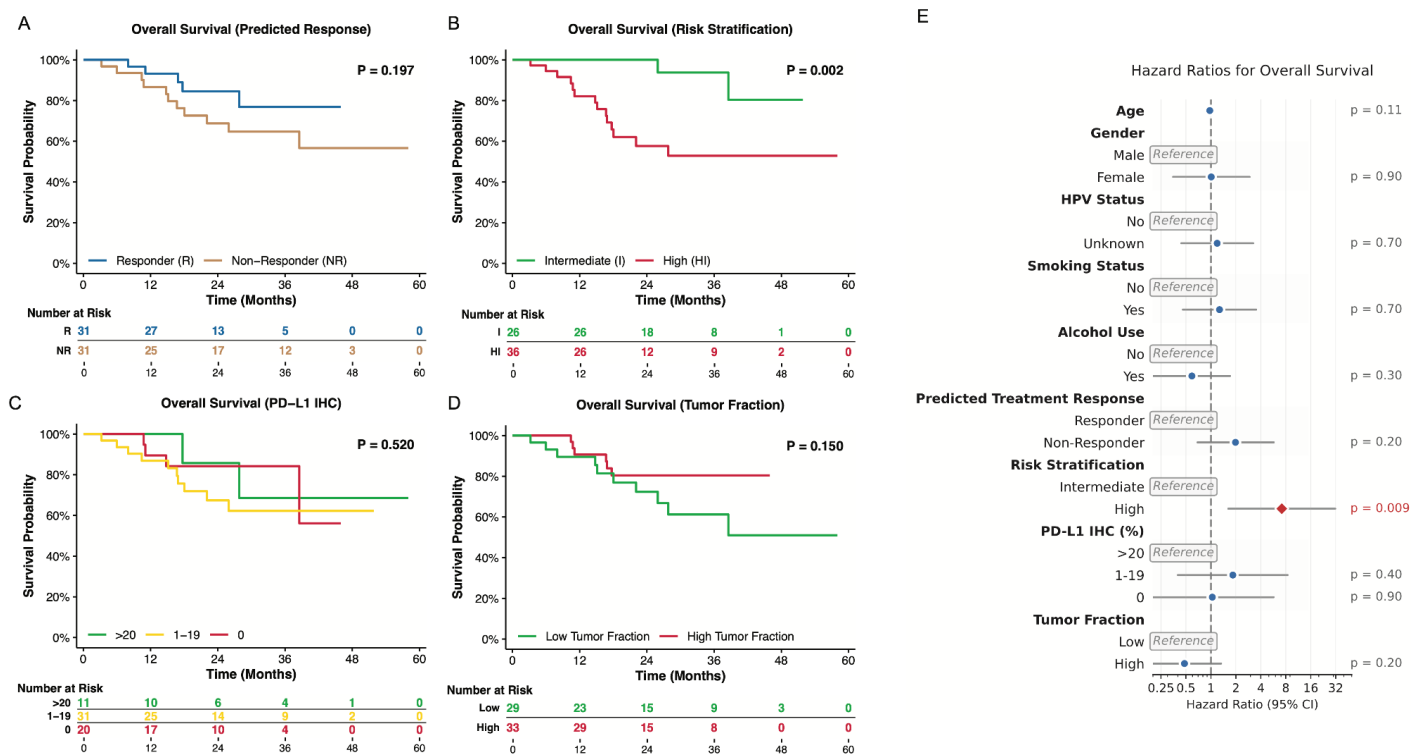 A
Overall Survival (Predicted Response)
100%
80%
60%
40%
20%
0%
Survival Probability
P = 0.197
Responder (R) Non−Responder (NR)
0 12 24 36 48 60
Time (Months)
Number at Risk
R 31 27 13 5 0 0
NR 31 25 17 12 3 0
0 12 24 36 48 60
B
Overall Survival (Risk Stratification)
100%
80%
60%
40%
20%
0%
Survival Probability
P = 0.002
Intermediate (I) High (HI)
0 12 24 36 48 60
Time (Months)
Number at Risk
I 26 26 18 8 1 0
HI 36 26 12 9 2 0
0 12 24 36 48 60
C
Overall Survival (PD−L1 IHC)
100%
80%
60%
40%
20%
0%
Survival Probability
P = 0.520
>20 1−19 0
0 12 24 36 48 60
Time (Months)
Number at Risk
>20 11 10 6 4 1 0
1−19 31 25 14 9 2 0
0 20 17 10 4 0 0
0 12 24 36 48 60
D
Overall Survival (Tumor Fraction)
100%
80%
60%
40%
20%
0%
Survival Probability
P = 0.150
Low Tumor Fraction High Tumor Fraction
0 12 24 36 48 60
Time (Months)
Number at Risk
Low 29 23 15 9 3 0
High 33 29 15 8 0 0
0 12 24 36 48 60
E
Hazard Ratios for Overall Survival
Age p = 0.11
Gender
Male Reference
Female p = 0.90
HPV Status
No Reference
Unknown p = 0.70
Smoking Status
No Reference
Yes p = 0.70
Alcohol Use
No Reference
Yes p = 0.30
Predicted Treatment Response
Responder Reference
Non-Responder p = 0.20
Risk Stratification
Intermediate Reference
High p = 0.009
PD-L1 IHC (%)
>20 Reference
1-19 p = 0.40
0 p = 0.90
Tumor Fraction
Low Reference
High p = 0.20
0.25 0.5 1 2 4 8 16 32
Hazard Ratio (95% CI)